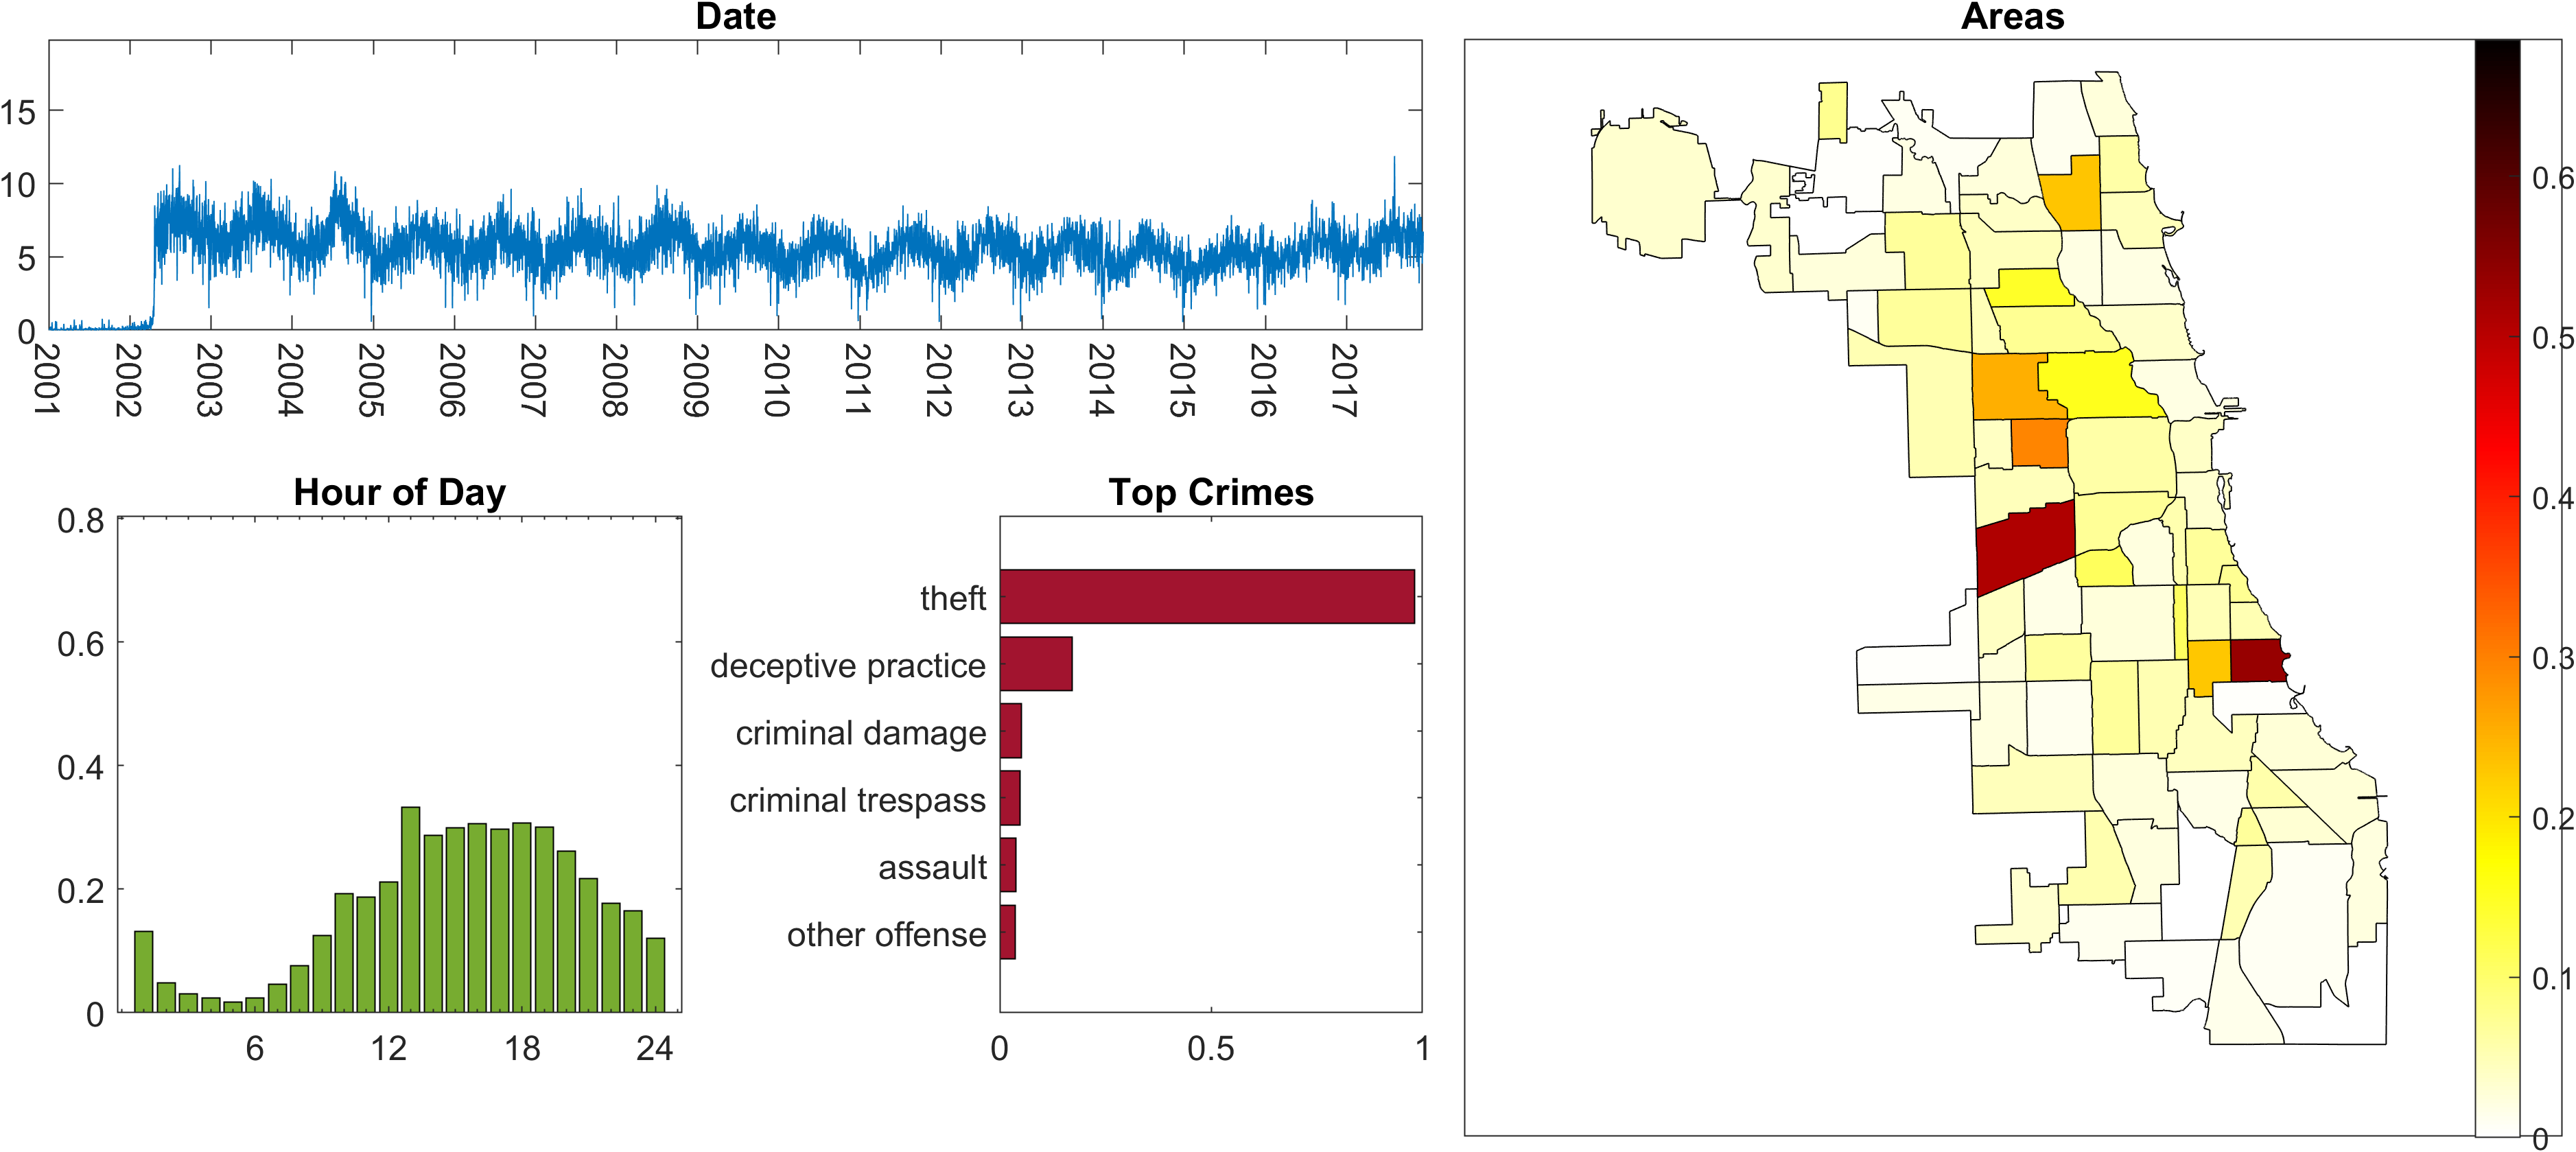 Date
15
10
5
0
2001 2002 2003 2004 2005 2006 2007 2008 2009 2010 2011 2012 2013 2014 2015 2016 2017
Hour of Day
0.8
0.6
0.4
0.2
0
6 12 18 24
Top Crimes
theft
deceptive practice
criminal damage
criminal trespass
assault
other offense
0 0.5 1
Areas
0.6
0.5
0.4
0.3
0.2
0.1
0